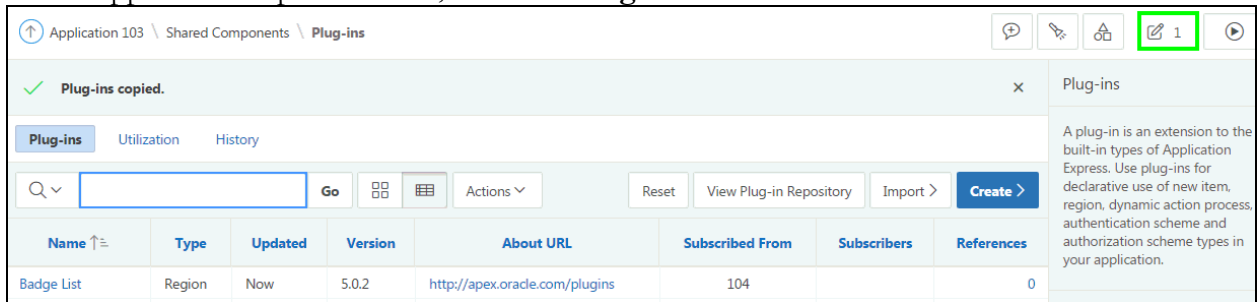 Application 103 \ Shared Components \ Plug-ins
1
Plug-ins copied.
Plug-ins
Plug-ins Utilization History
A plug-in is an extension to the
built-in types of Application
Express. Use plug-ins for
declarative use of new item,
region, dynamic action process,
authentication scheme and
authorization scheme types in
your application.
Go Actions Reset View Plug-in Repository Import > Create >
Name Type Updated Version About URL Subscribed From Subscribers References
Badge List Region Now 5.0.2 http://apex.oracle.com/plugins 104 0